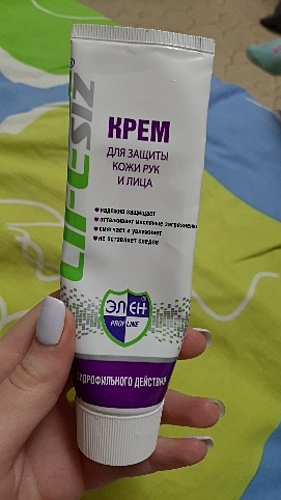 LIFEsiz
КРЕМ
ДЛЯ ЗАЩИТЫ
КОЖИ РУК
И ЛИЦА
надежно защищает
отталкивает масляные загрязнения
смягчает и увлажняет
не оставляет следов
ЭЛЕН®
PROF LINE
ГИДРОФИЛЬНОГО ДЕЙСТВИЯ